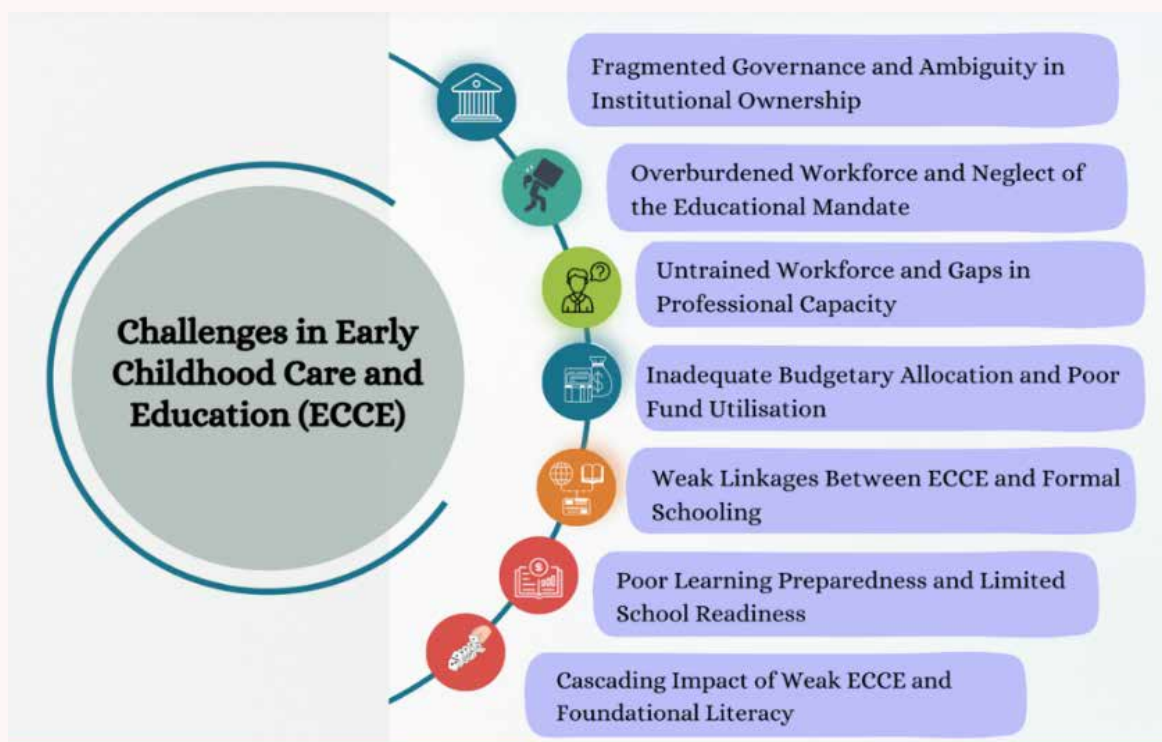 Challenges in Early
Childhood Care and
Education (ECCE)
Fragmented Governance and Ambiguity in
Institutional Ownership
Overburdened Workforce and Neglect of
the Educational Mandate
Untrained Workforce and Gaps in
Professional Capacity
Inadequate Budgetary Allocation and Poor
Fund Utilisation
Weak Linkages Between ECCE and Formal
Schooling
Poor Learning Preparedness and Limited
School Readiness
Cascading Impact of Weak ECCE and
Foundational Literacy